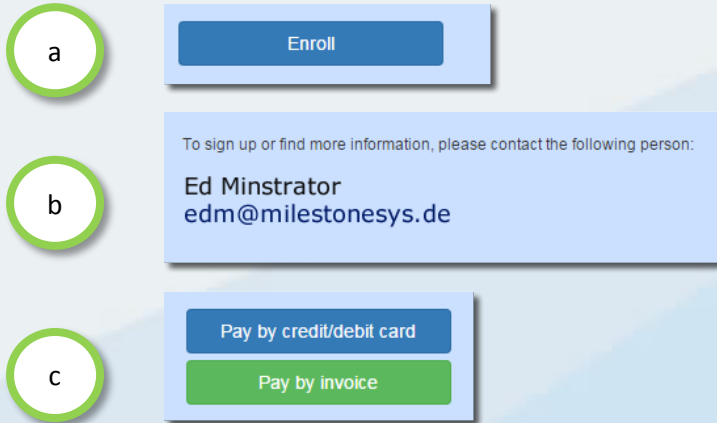 a
Enroll
To sign up or find more information, please contact the following person:
b
Ed Minstrator
edm@milestonesys.de
Pay by credit/debit card
c
Pay by invoice